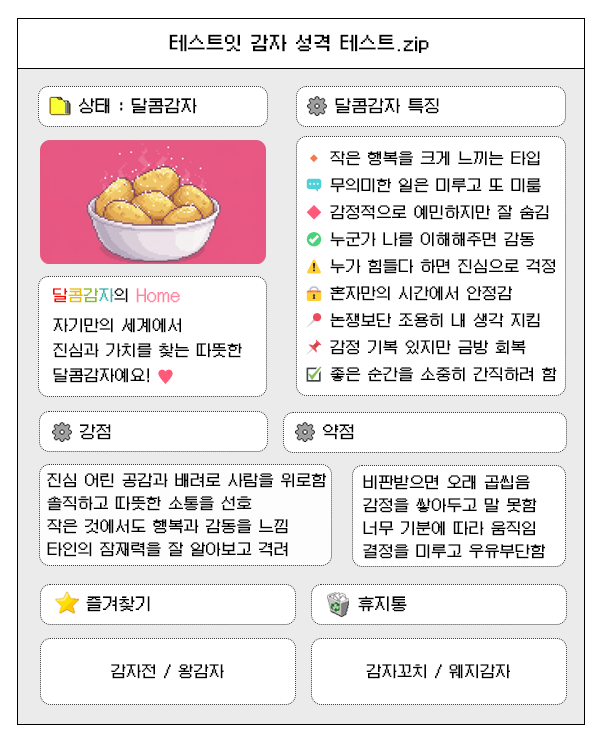 테스트잇 감자 성격 테스트.zip
상태 : 달콤감자
달콤감자의 Home
자기만의 세계에서
진심과 가치를 찾는 따뜻한
달콤감자예요!
달콤감자 특징
작은 행복을 크게 느끼는 타입
무의미한 일은 미루고 또 미룸
감정적으로 예민하지만 잘 숨김
누군가 나를 이해해주면 감동
누가 힘들다 하면 진심으로 걱정
혼자만의 시간에서 안정감
논쟁보단 조용히 내 생각 지킴
감정 기복 있지만 금방 회복
좋은 순간을 소중히 간직하려 함
강점
진심 어린 공감과 배려로 사람을 위로함
솔직하고 따뜻한 소통을 선호
작은 것에서도 행복과 감동을 느낌
타인의 잠재력을 잘 알아보고 격려
약점
비판받으면 오래 곱씹음
감정을 쌓아두고 말 못함
너무 기분에 따라 움직임
결정을 미루고 우유부단함
즐겨찾기
감자전 / 왕감자
휴지통
감자꼬치 / 웨지감자